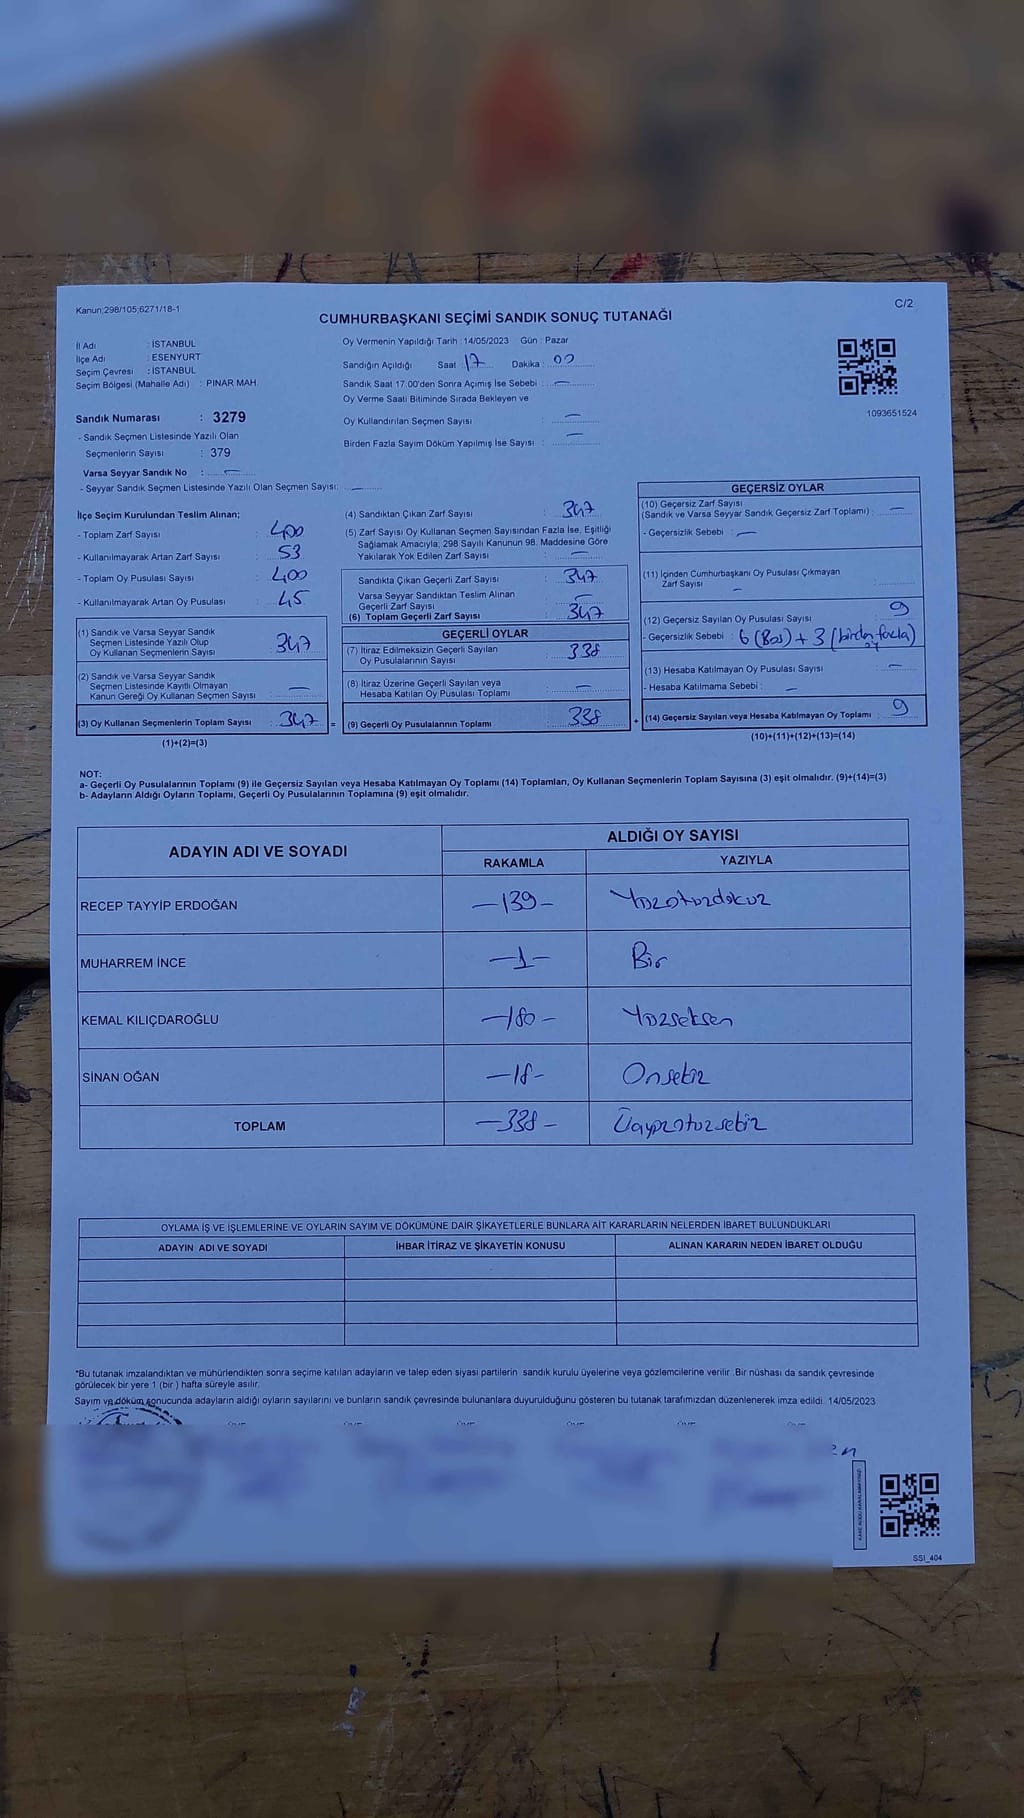 Kanun:298/105;6271/18-1
C/2
CUMHURBAŞKANI SEÇİMİ SANDIK SONUÇ TUTANAĞI
İl Adı : İSTANBUL
İlçe Adı : ESENYURT
Seçim Çevresi : İSTANBUL
Seçim Bölgesi (Mahalle Adı) : PINAR MAH.
Sandık Numarası : 3279
- Sandık Seçmen Listesinde Yazılı Olan
Seçmenlerin Sayısı : 379
Varsa Seyyar Sandık No : —
- Seyyar Sandık Seçmen Listesinde Yazılı Olan Seçmen Sayısı: —
Oy Vermenin Yapıldığı Tarih : 14/05/2023 Gün : Pazar
Sandığın Açıldığı Saat 17 Dakika : 00
Sandık Saat 17.00'den Sonra Açımış İse Sebebi : —
Oy Verme Saati Bitiminde Sırada Bekleyen ve
Oy Kullandırılan Seçmen Sayısı : —
Birden Fazla Sayım Döküm Yapılmış İse Sayısı : —
1093651524
İlçe Seçim Kurulundan Teslim Alınan;
- Toplam Zarf Sayısı : 400
- Kullanılmayarak Artan Zarf Sayısı : 53
- Toplam Oy Pusulası Sayısı : 400
- Kullanılmayarak Artan Oy Pusulası : 45
(1) Sandık ve Varsa Seyyar Sandık
Seçmen Listesinde Yazılı Olup
Oy Kullanan Seçmenlerin Sayısı : 347
(2) Sandık ve Varsa Seyyar Sandık
Seçmen Listesinde Kayıtlı Olmayan
Kanun Gereği Oy Kullanan Seçmen Sayısı : —
(3) Oy Kullanan Seçmenlerin Toplam Sayısı : 347 =
(1)+(2)=(3)
(4) Sandıktan Çıkan Zarf Sayısı : 347
(5) Zarf Sayısı Oy Kullanan Seçmen Sayısından Fazla İse, Eşitliği
Sağlamak Amacıyla, 298 Sayılı Kanunun 98. Maddesine Göre
Yakılarak Yok Edilen Zarf Sayısı : —
Sandıkta Çıkan Geçerli Zarf Sayısı : 347
Varsa Seyyar Sandıktan Teslim Alınan
Geçerli Zarf Sayısı : —
(6) Toplam Geçerli Zarf Sayısı : 347
GEÇERLİ OYLAR
(7) İtiraz Edilmeksizin Geçerli Sayılan
Oy Pusulalarının Sayısı : 338
(8) İtiraz Üzerine Geçerli Sayılan veya
Hesaba Katılan Oy Pusulası Toplamı : —
(9) Geçerli Oy Pusulalarının Toplamı : 338 +
GEÇERSİZ OYLAR
(10) Geçersiz Zarf Sayısı
(Sandık ve Varsa Seyyar Sandık Geçersiz Zarf Toplamı) : —
- Geçersizlik Sebebi : —
(11) İçinden Cumhurbaşkanı Oy Pusulası Çıkmayan
Zarf Sayısı : —
(12) Geçersiz Sayılan Oy Pusulası Sayısı : 9
- Geçersizlik Sebebi : 6 (Boş) + 3 (birden fazla)
oy
(13) Hesaba Katılmayan Oy Pusulası Sayısı : —
- Hesaba Katılmama Sebebi : —
(14) Geçersiz Sayılan veya Hesaba Katılmayan Oy Toplamı : 9
(10)+(11)+(12)+(13)=(14)
NOT:
a- Geçerli Oy Pusulalarının Toplamı (9) ile Geçersiz Sayılan veya Hesaba Katılmayan Oy Toplamı (14) Toplamları, Oy Kullanan Seçmenlerin Toplam Sayısına (3) eşit olmalıdır. (9)+(14)=(3)
b- Adayların Aldığı Oyların Toplamı, Geçerli Oy Pusulalarının Toplamına (9) eşit olmalıdır.
ADAYIN ADI VE SOYADI
ALDIĞI OY SAYISI
RAKAMLA YAZIYLA
RECEP TAYYİP ERDOĞAN —139— Yüzotuzdokuz
MUHARREM İNCE —1— Bir
KEMAL KILIÇDAROĞLU —180— Yüzseksen
SİNAN OĞAN —18— Onsekiz
TOPLAM —338— Üçyüzotuzsekiz
OYLAMA İŞ VE İŞLEMLERİNE VE OYLARIN SAYIM VE DÖKÜMÜNE DAİR ŞİKAYETLERLE BUNLARA AİT KARARLARIN NELERDEN İBARET BULUNDUKLARI
ADAYIN ADI VE SOYADI İHBAR İTİRAZ VE ŞİKAYETİN KONUSU ALINAN KARARIN NEDEN İBARET OLDUĞU
*Bu tutanak imzalandıktan ve mühürlendikten sonra seçime katılan adayların ve talep eden siyasi partilerin sandık kurulu üyelerine veya gözlemcilerine verilir. Bir nüshası da sandık çevresinde
görülecek bir yere 1 (bir) hafta süreyle asılır.
Sayım ve döküm sonucunda adayların aldığı oyların sayılarını ve bunların sandık çevresinde bulunanlara duyurulduğunu gösteren bu tutanak tarafımızdan düzenlenerek imza edildi. 14/05/2023
SSI_404